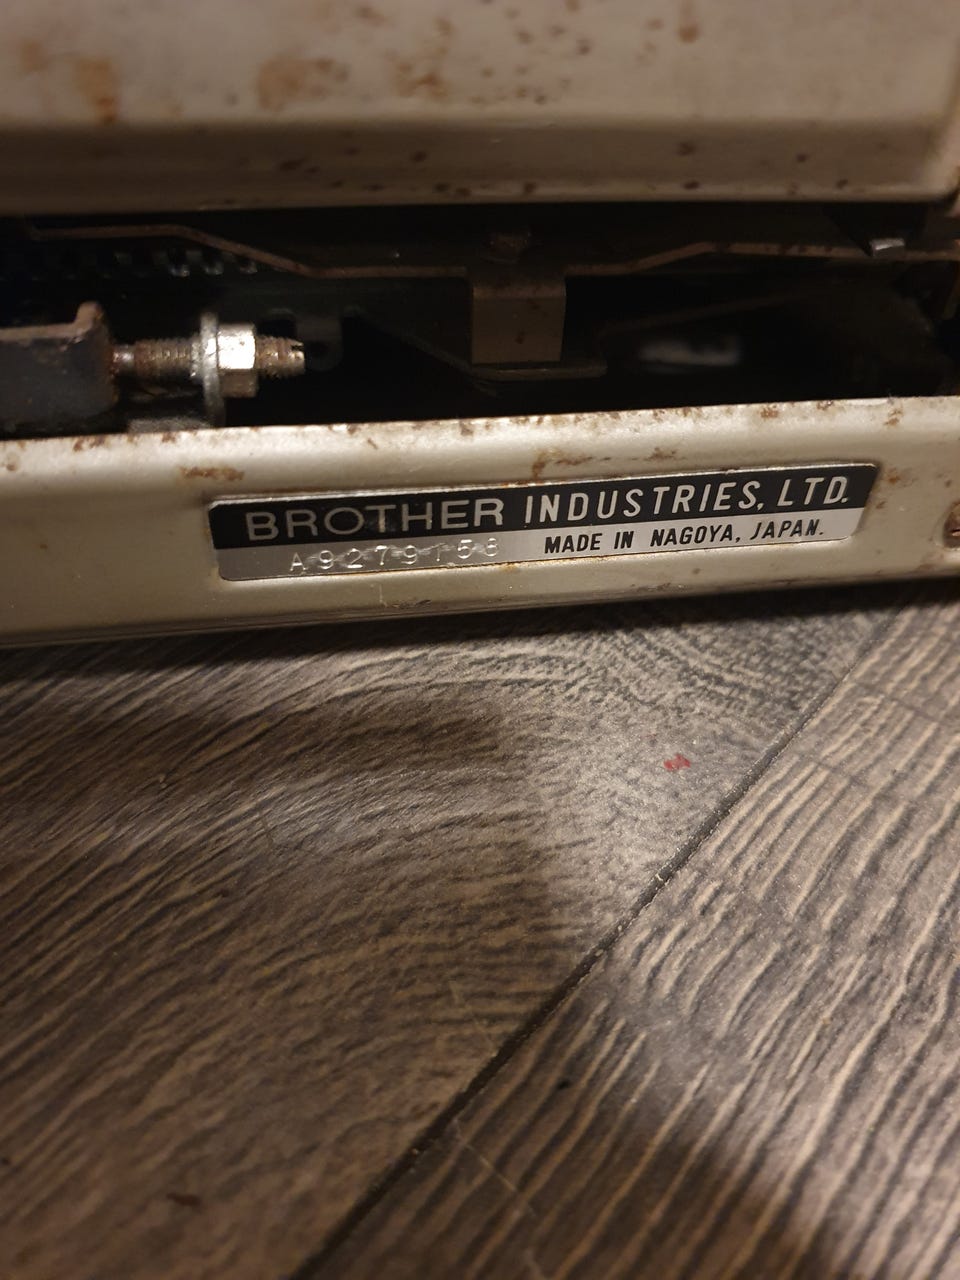 BROTHER INDUSTRIES, LTD.
A9279158 MADE IN NAGOYA, JAPAN.